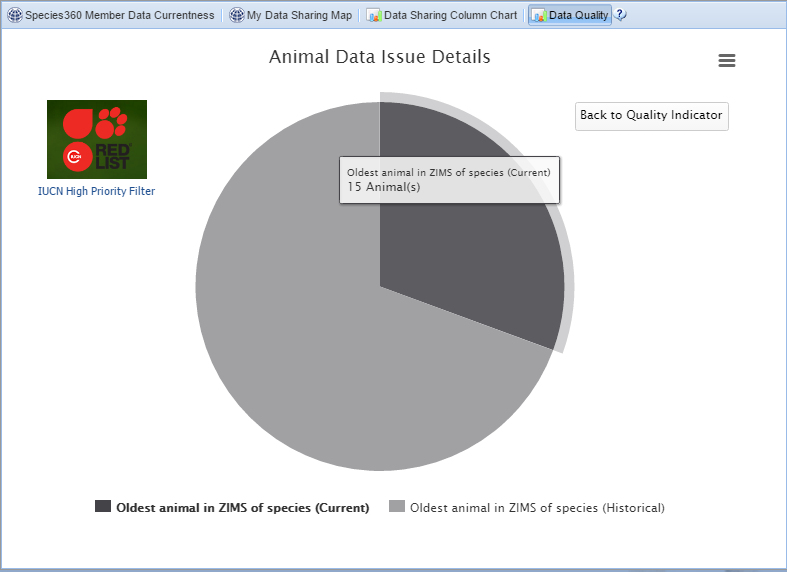 Species360 Member Data Currentness My Data Sharing Map Data Sharing Column Chart Data Quality ?
Animal Data Issue Details
IUCN
RED
LIST
IUCN High Priority Filter
Back to Quality Indicator
Oldest animal in ZIMS of species (Current)
15 Animal(s)
Oldest animal in ZIMS of species (Current) Oldest animal in ZIMS of species (Historical)